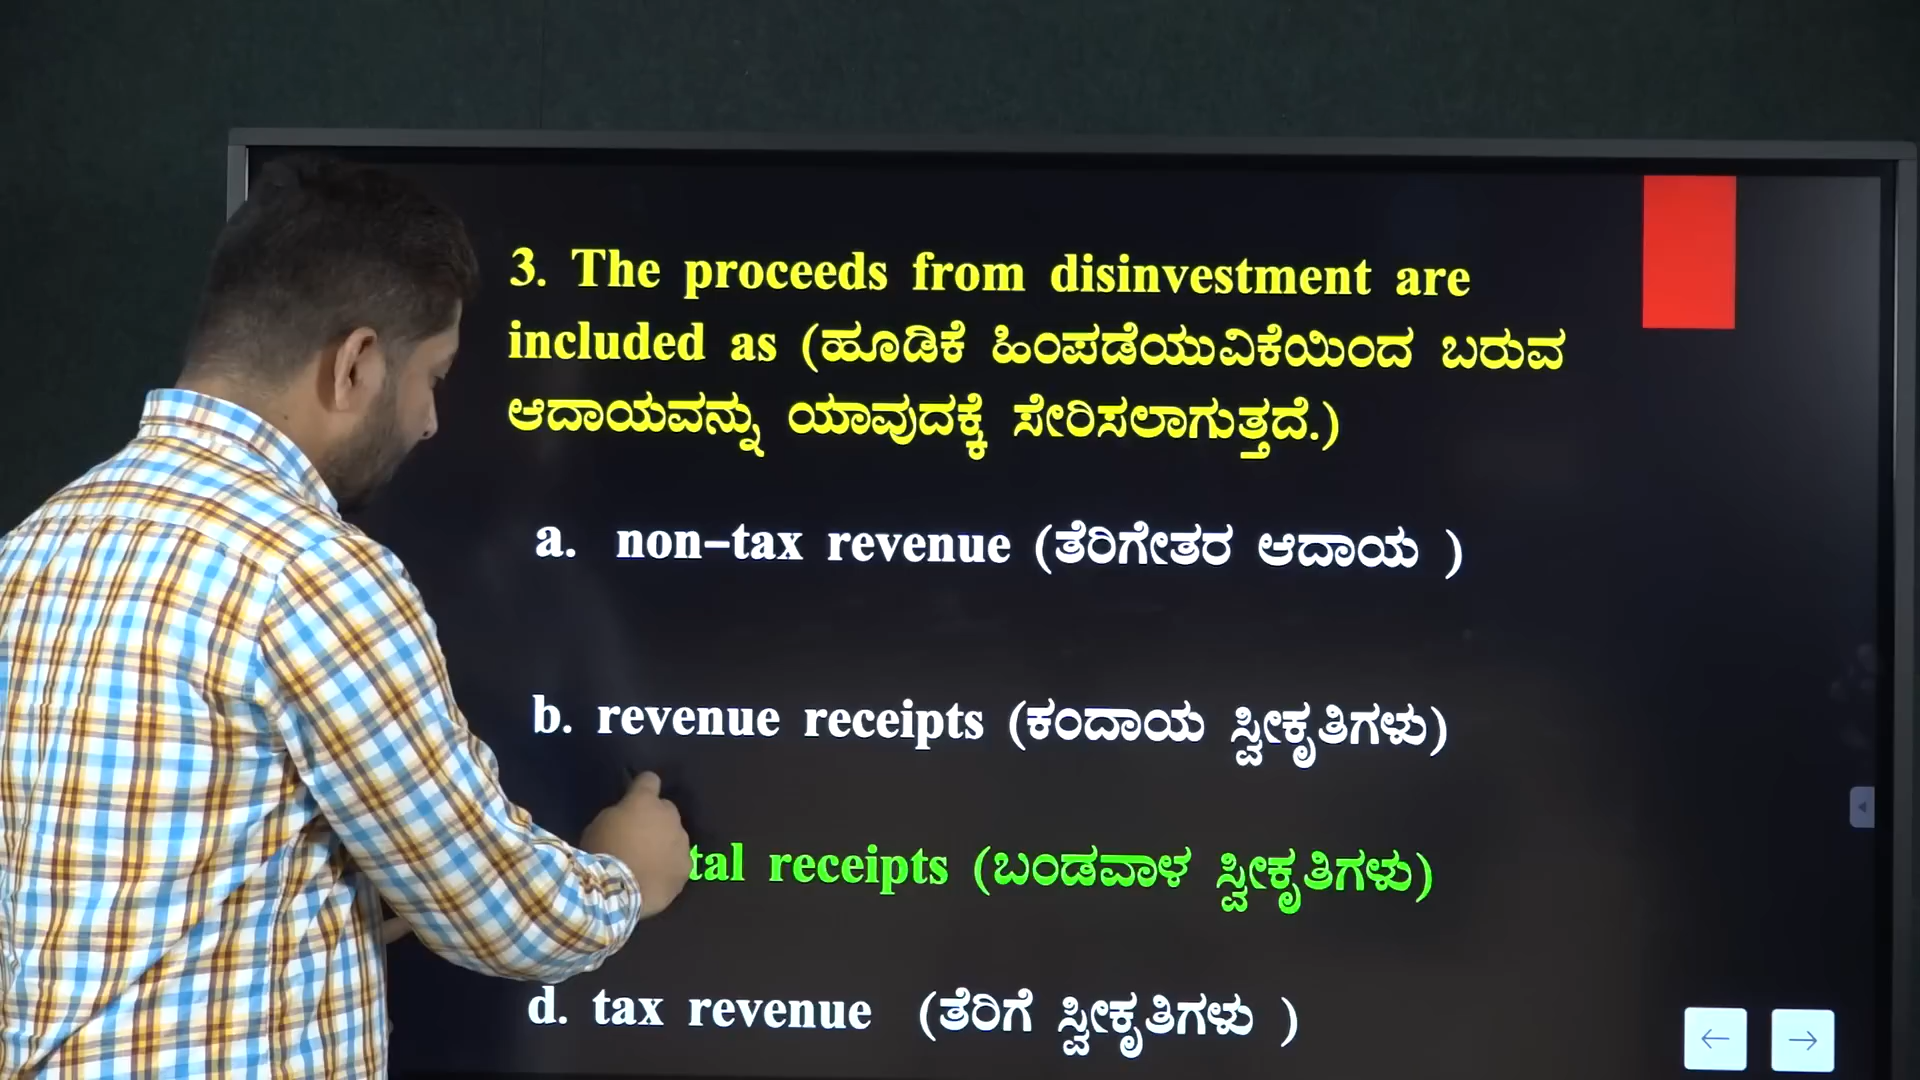 3. The proceeds from disinvestment are
included as (ಹೂಡಿಕೆ ಹಿಂಪಡೆಯುವಿಕೆಯಿಂದ ಬರುವ
ಆದಾಯವನ್ನು ಯಾವುದಕ್ಕೆ ಸೇರಿಸಲಾಗುತ್ತದೆ.)
a. non-tax revenue (ತೆರಿಗೇತರ ಆದಾಯ )
b. revenue receipts (ಕಂದಾಯ ಸ್ವೀಕೃತಿಗಳು)
receipts (ಬಂಡವಾಳ ಸ್ವೀಕೃತಿಗಳು)
d. tax revenue (ತೆರಿಗೆ ಸ್ವೀಕೃತಿಗಳು )